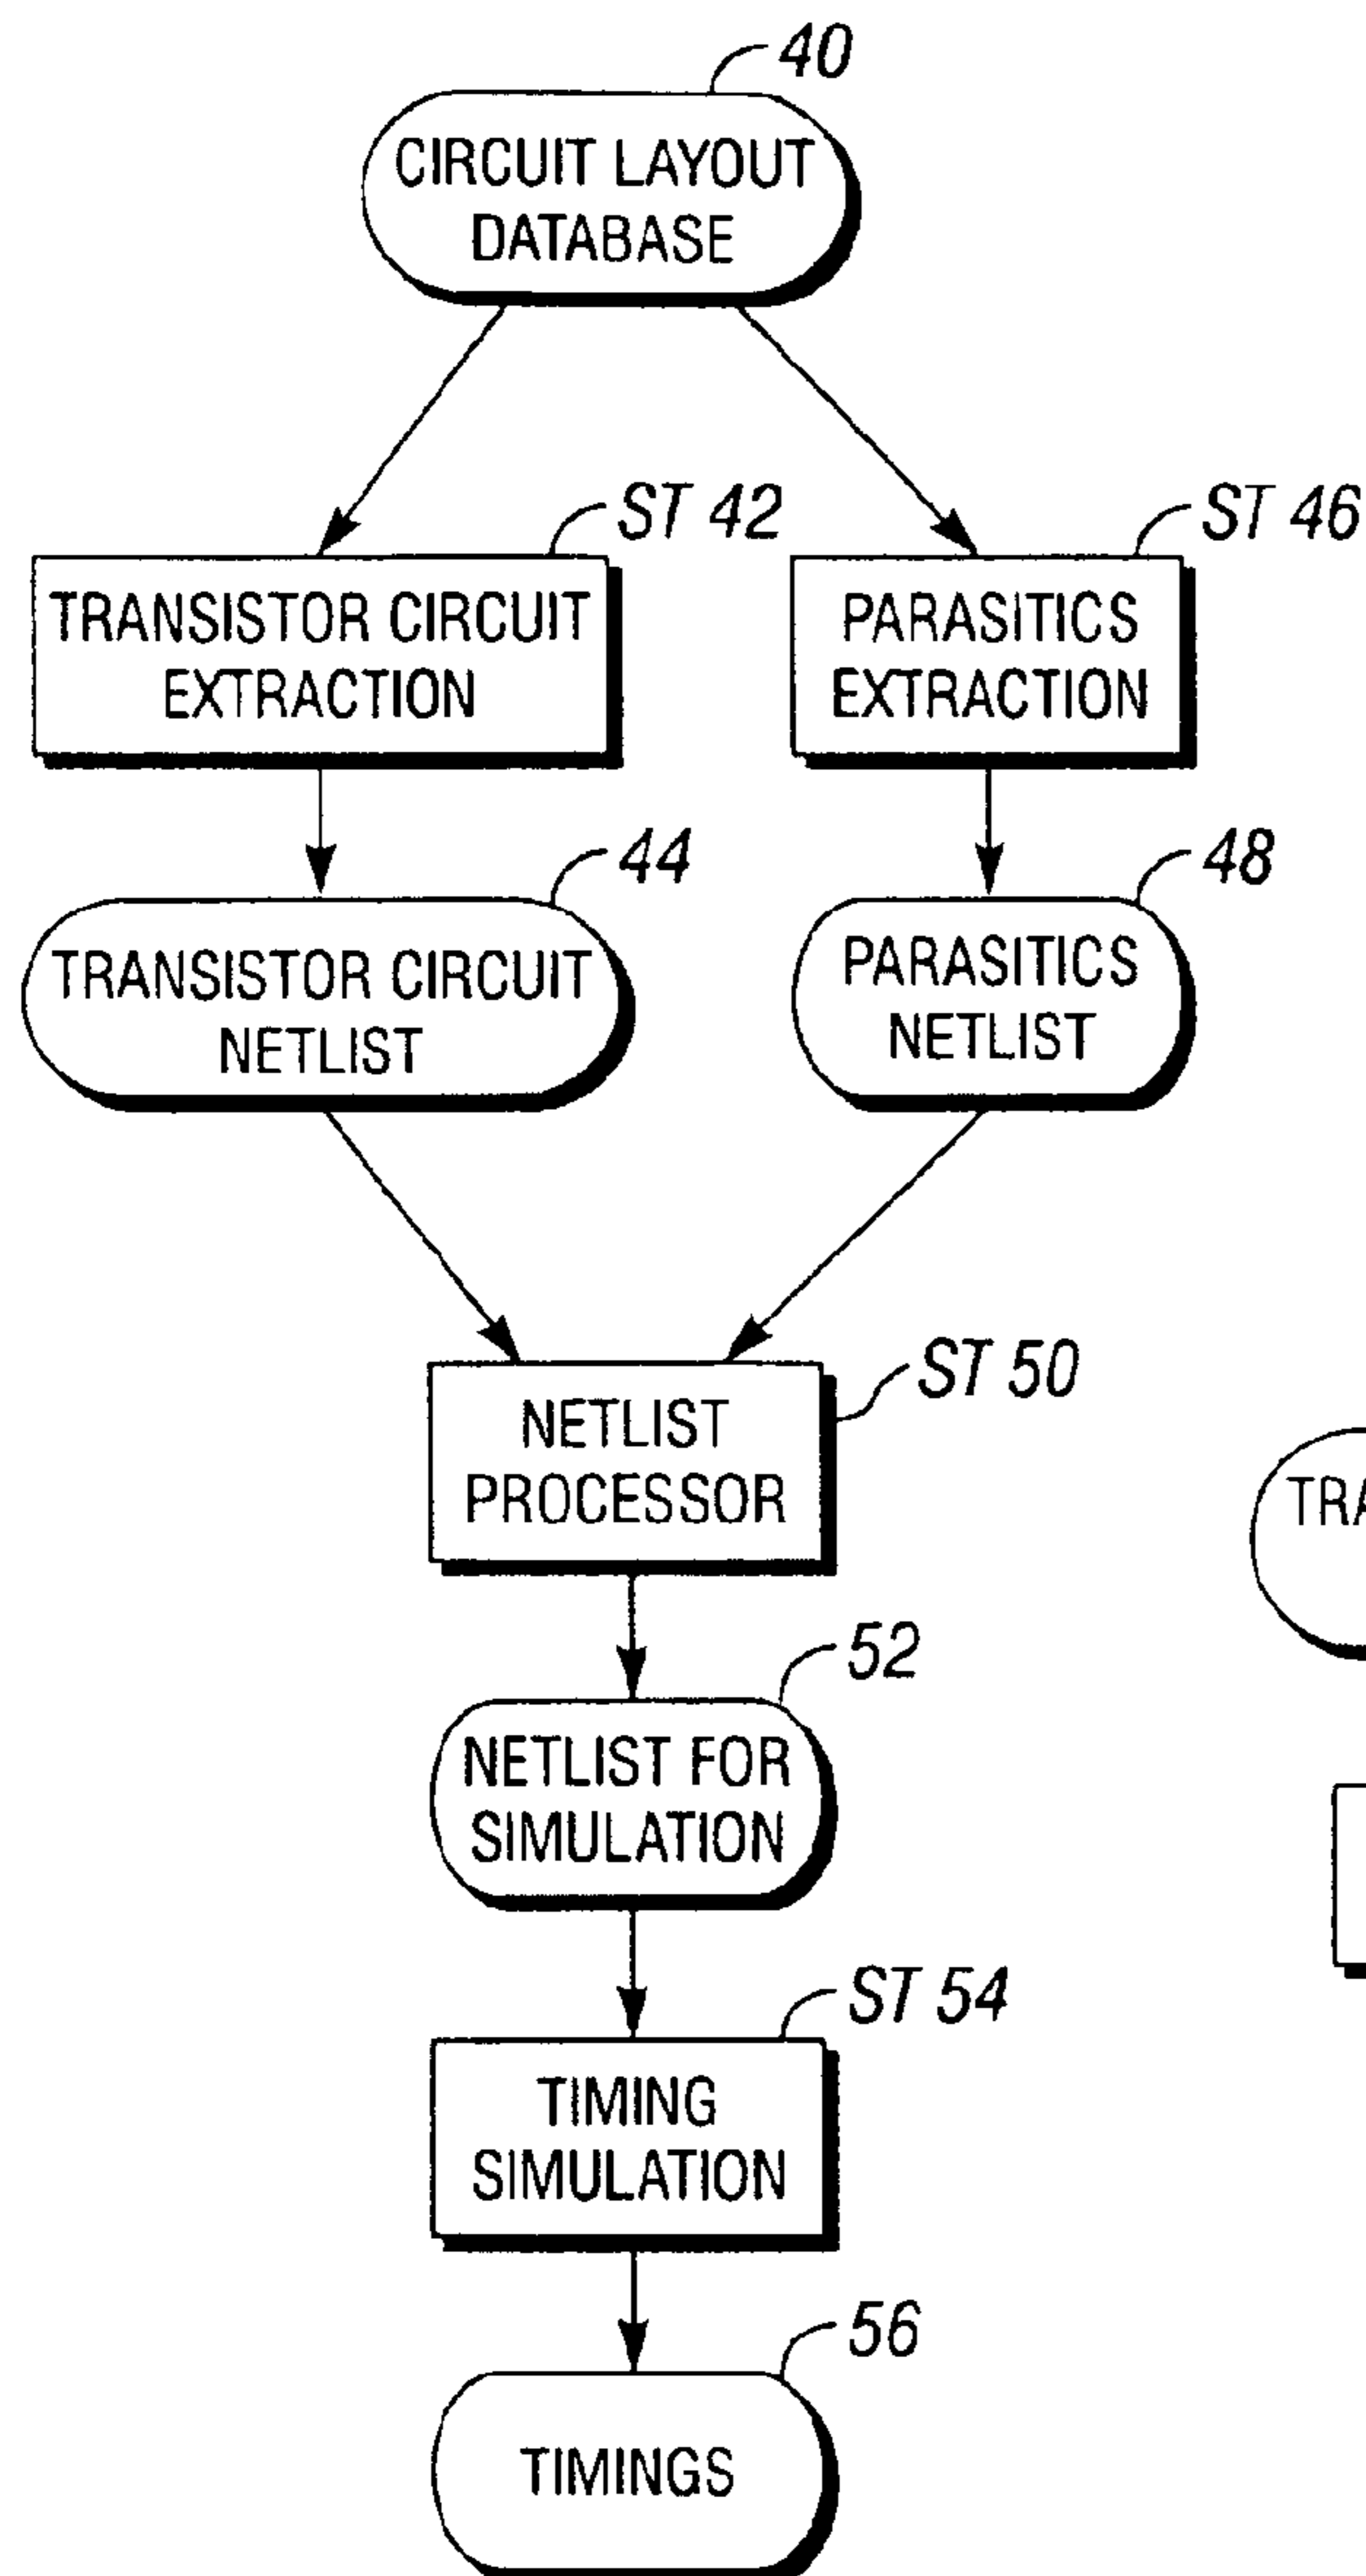 40
CIRCUIT LAYOUT
DATABASE
ST 42
TRANSISTOR CIRCUIT
EXTRACTION
ST 46
PARASITICS
EXTRACTION
44
TRANSISTOR CIRCUIT
NETLIST
48
PARASITICS
NETLIST
ST 50
NETLIST
PROCESSOR
52
NETLIST FOR
SIMULATION
ST 54
TIMING
SIMULATION
56
TIMINGS